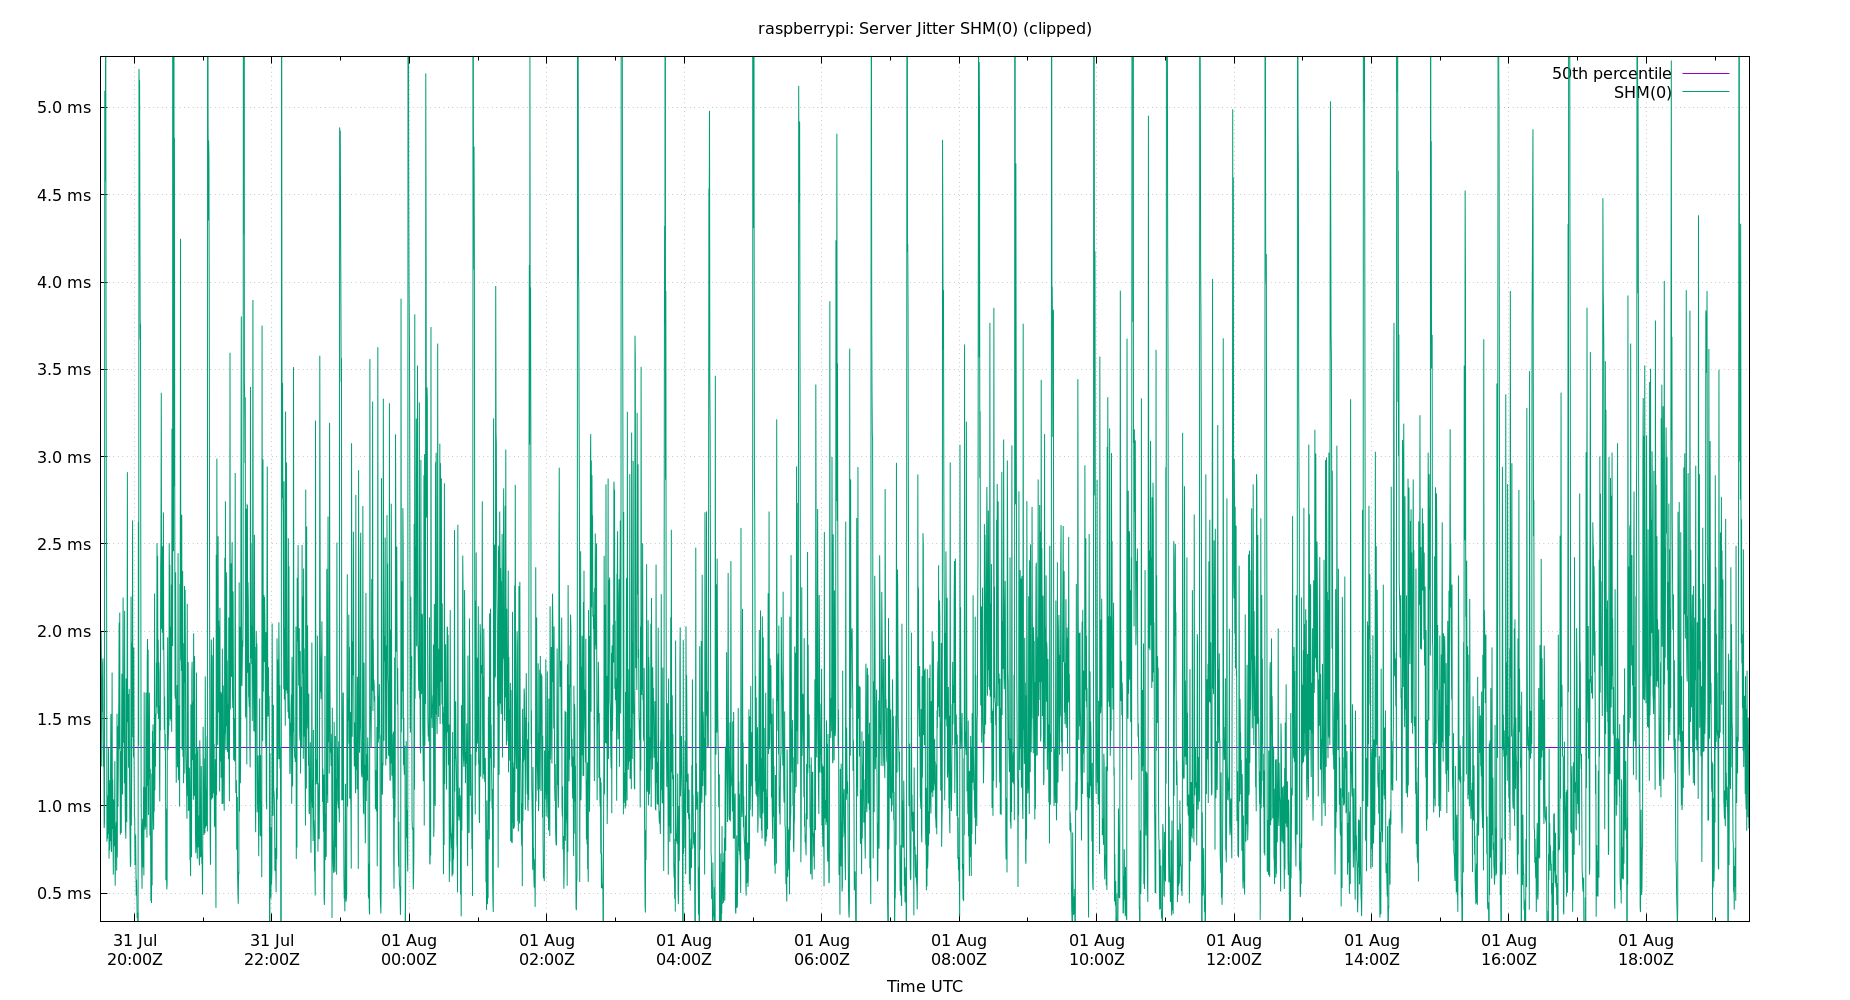 raspberrypi: Server Jitter SHM(0) (clipped)
50th percentile
SHM(0)
5.0 ms
4.5 ms
4.0 ms
3.5 ms
3.0 ms
2.5 ms
2.0 ms
1.5 ms
1.0 ms
0.5 ms
31 Jul 31 Jul 01 Aug 01 Aug 01 Aug 01 Aug 01 Aug 01 Aug 01 Aug 01 Aug 01 Aug 01 Aug
20:00Z 22:00Z 00:00Z 02:00Z 04:00Z 06:00Z 08:00Z 10:00Z 12:00Z 14:00Z 16:00Z 18:00Z
Time UTC